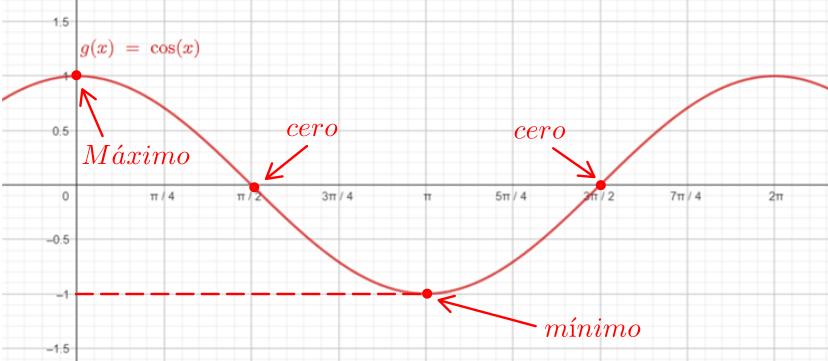 1.5
g(x) = cos(x)
1
0.5
cero
cero
Máximo
0
π / 4
π / 2
3π / 4
π
5π / 4
3π / 2
7π / 4
2π
−0.5
−1
mínimo
−1.5